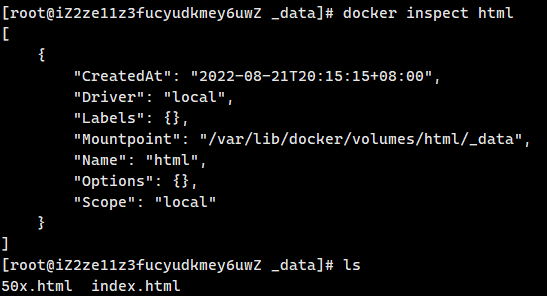 [root@iZ2ze11z3fucyudkmey6uwZ _data]# docker inspect html
[
    {
        "CreatedAt": "2022-08-21T20:15:15+08:00",
        "Driver": "local",
        "Labels": {},
        "Mountpoint": "/var/lib/docker/volumes/html/_data",
        "Name": "html",
        "Options": {},
        "Scope": "local"
    }
]
[root@iZ2ze11z3fucyudkmey6uwZ _data]# ls
50x.html  index.html